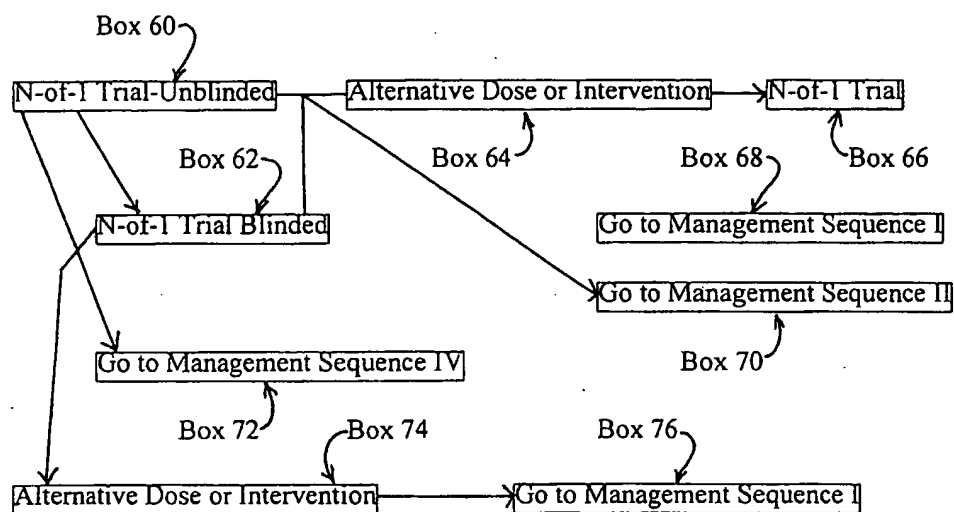 Box 60
N-of-1 Trial-Unblinded
Alternative Dose or Intervention
N-of-1 Trial
Box 62
Box 64
Box 68
Box 66
N-of-1 Trial Blinded
Go to Management Sequence I
Go to Management Sequence II
Go to Management Sequence IV
Box 70
Box 72
Box 74
Box 76
Alternative Dose or Intervention
Go to Management Sequence I